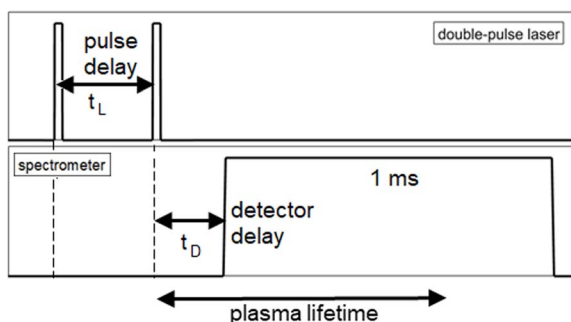 double-pulse laser
pulse
delay
t_L
spectrometer
1 ms
detector
delay
t_D
plasma lifetime